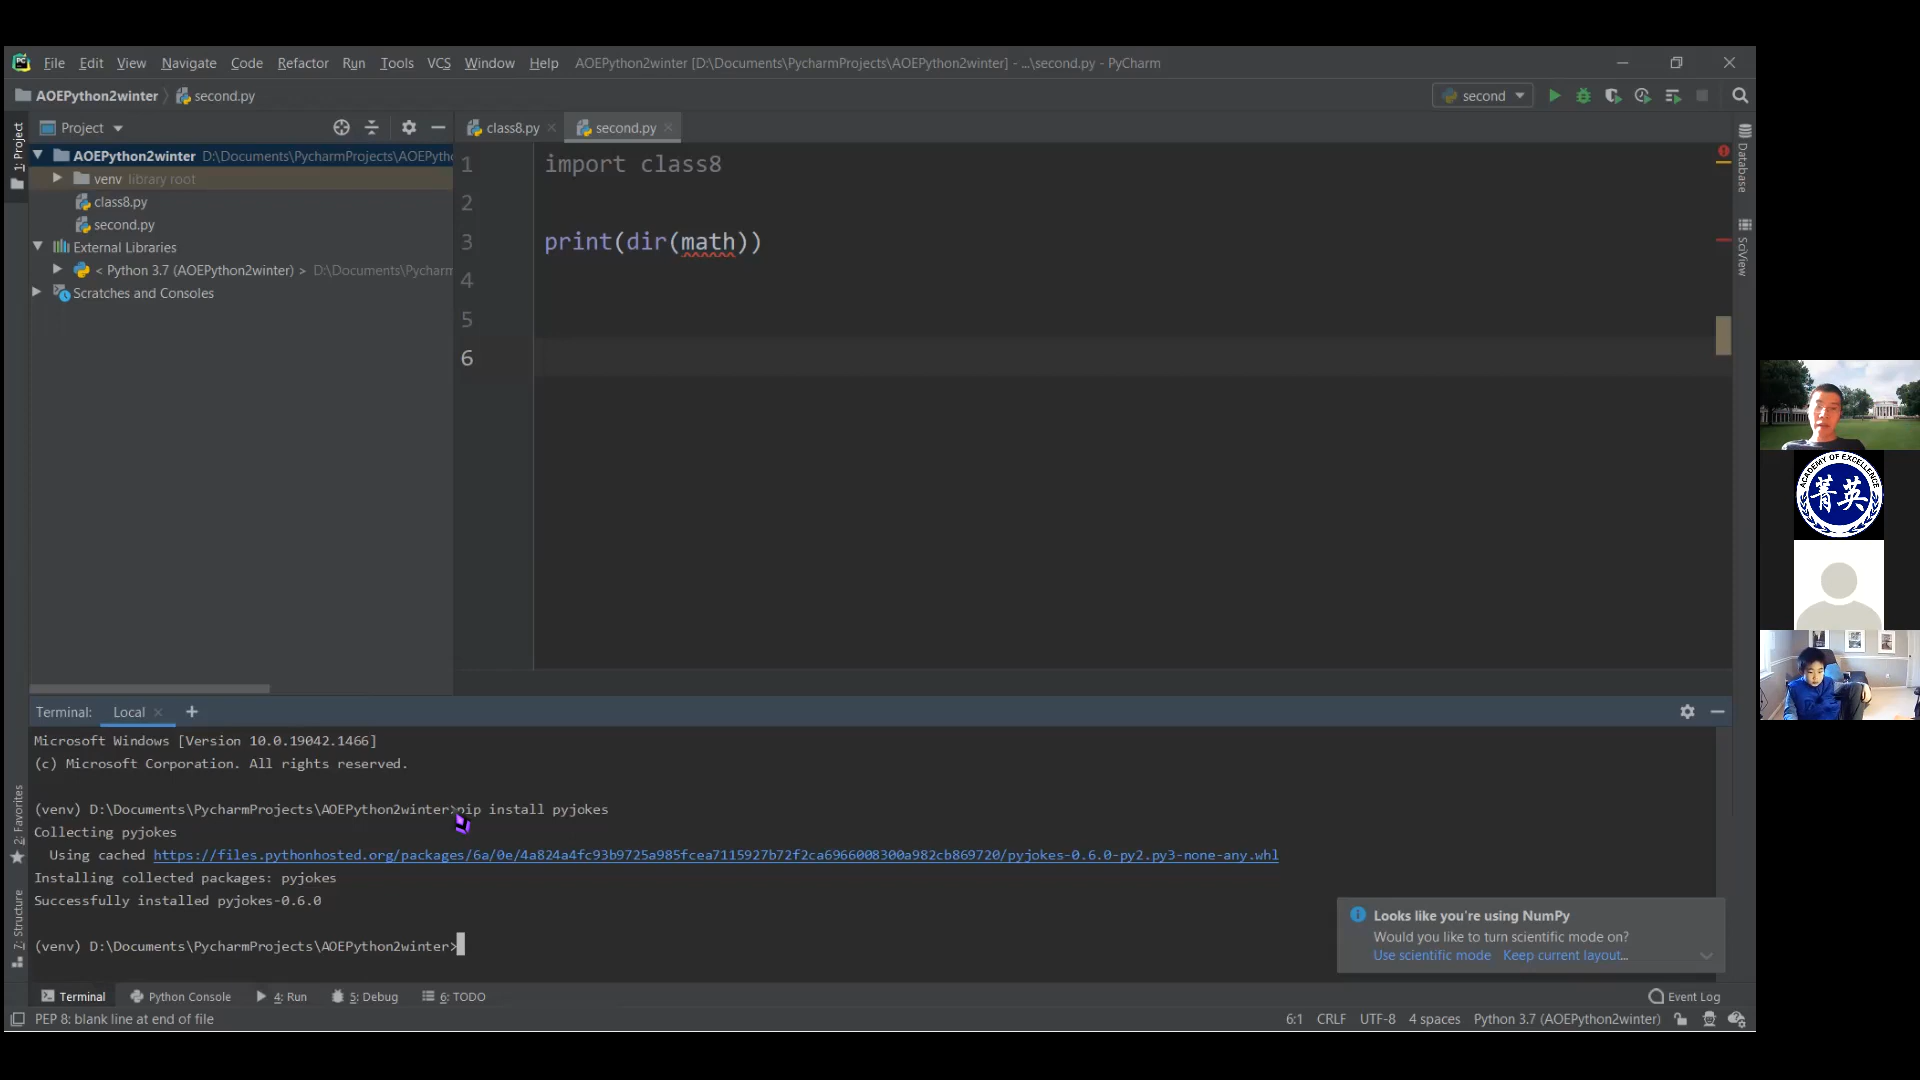 File Edit View Navigate Code Refactor Run Tools VCS Window Help AOEPython2winter [D:\Documents\PycharmProjects\AOEPython2winter] - ...\second.py - PyCharm
AOEPython2winter second.py second
Project class8.py second.py
1: Project
AOEPython2winter D:\Documents\PycharmProjects\AOEPytho
venv library root
class8.py
second.py
External Libraries
< Python 3.7 (AOEPython2winter) > D:\Documents\Pycharm
Scratches and Consoles
1 import class8
2
3 print(dir(math))
4
5
6
Database
SciView
ACADEMY OF EXCELLENCE
菁英
Terminal: Local
Microsoft Windows [Version 10.0.19042.1466]
(c) Microsoft Corporation. All rights reserved.
(venv) D:\Documents\PycharmProjects\AOEPython2winter>pip install pyjokes
Collecting pyjokes
Using cached https://files.pythonhosted.org/packages/6a/0e/4a824a4fc93b9725a985fcea7115927b72f2ca6966008300a982cb869720/pyjokes-0.6.0-py2.py3-none-any.whl
Installing collected packages: pyjokes
Successfully installed pyjokes-0.6.0
(venv) D:\Documents\PycharmProjects\AOEPython2winter>
2: Favorites
7: Structure
Looks like you're using NumPy
Would you like to turn scientific mode on?
Use scientific mode Keep current layout...
Terminal Python Console 4: Run 5: Debug 6: TODO Event Log
PEP 8: blank line at end of file 6:1 CRLF UTF-8 4 spaces Python 3.7 (AOEPython2winter)